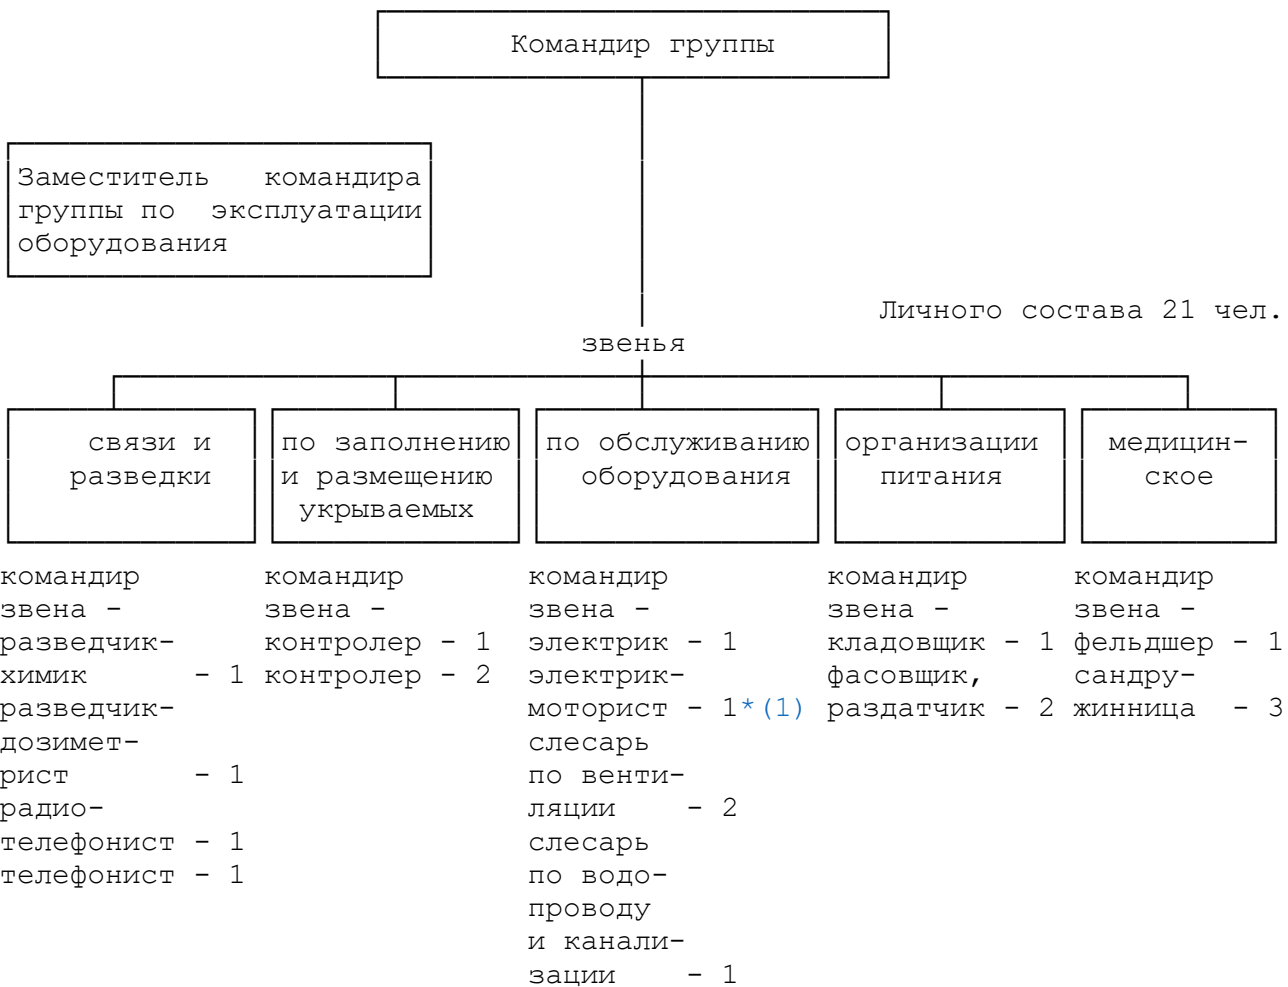 Командир группы
Заместитель командира
группы по эксплуатации
оборудования
Личного состава 21 чел.
звенья
связи и
разведки
по заполнению
и размещению
укрываемых
по обслуживанию
оборудования
организации
питания
медицин-
ское
командир
звена -
разведчик-
химик - 1
разведчик-
дозимет-
рист - 1
радио-
телефонист - 1
телефонист - 1
командир
звена -
контролер - 1
контролер - 2
командир
звена -
электрик - 1
электрик-
моторист - 1*(1)
слесарь
по венти-
ляции - 2
слесарь
по водо-
проводу
и канали-
зации - 1
командир
звена -
кладовщик - 1
фасовщик,
раздатчик - 2
командир
звена -
фельдшер - 1
сандру-
жинница - 3